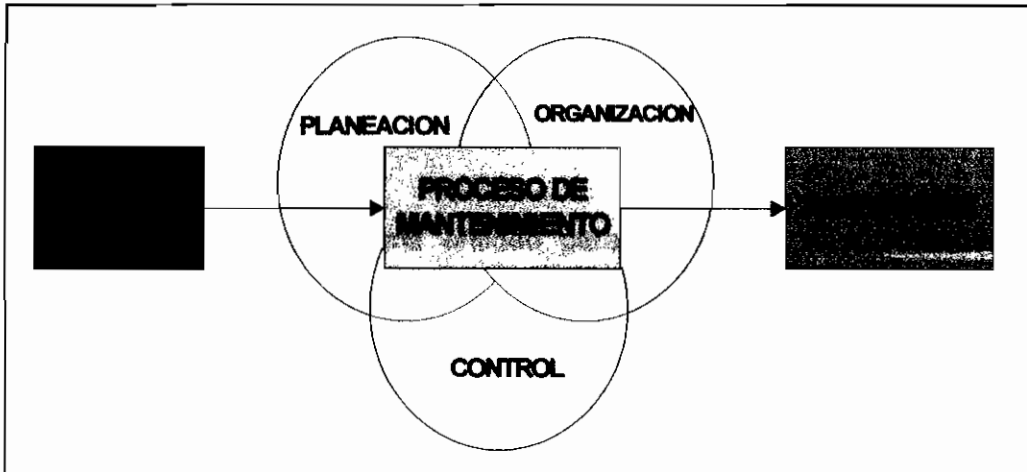 PLANEACION
ORGANIZACION
PROCESO DE
MANTENIMIENTO
CONTROL